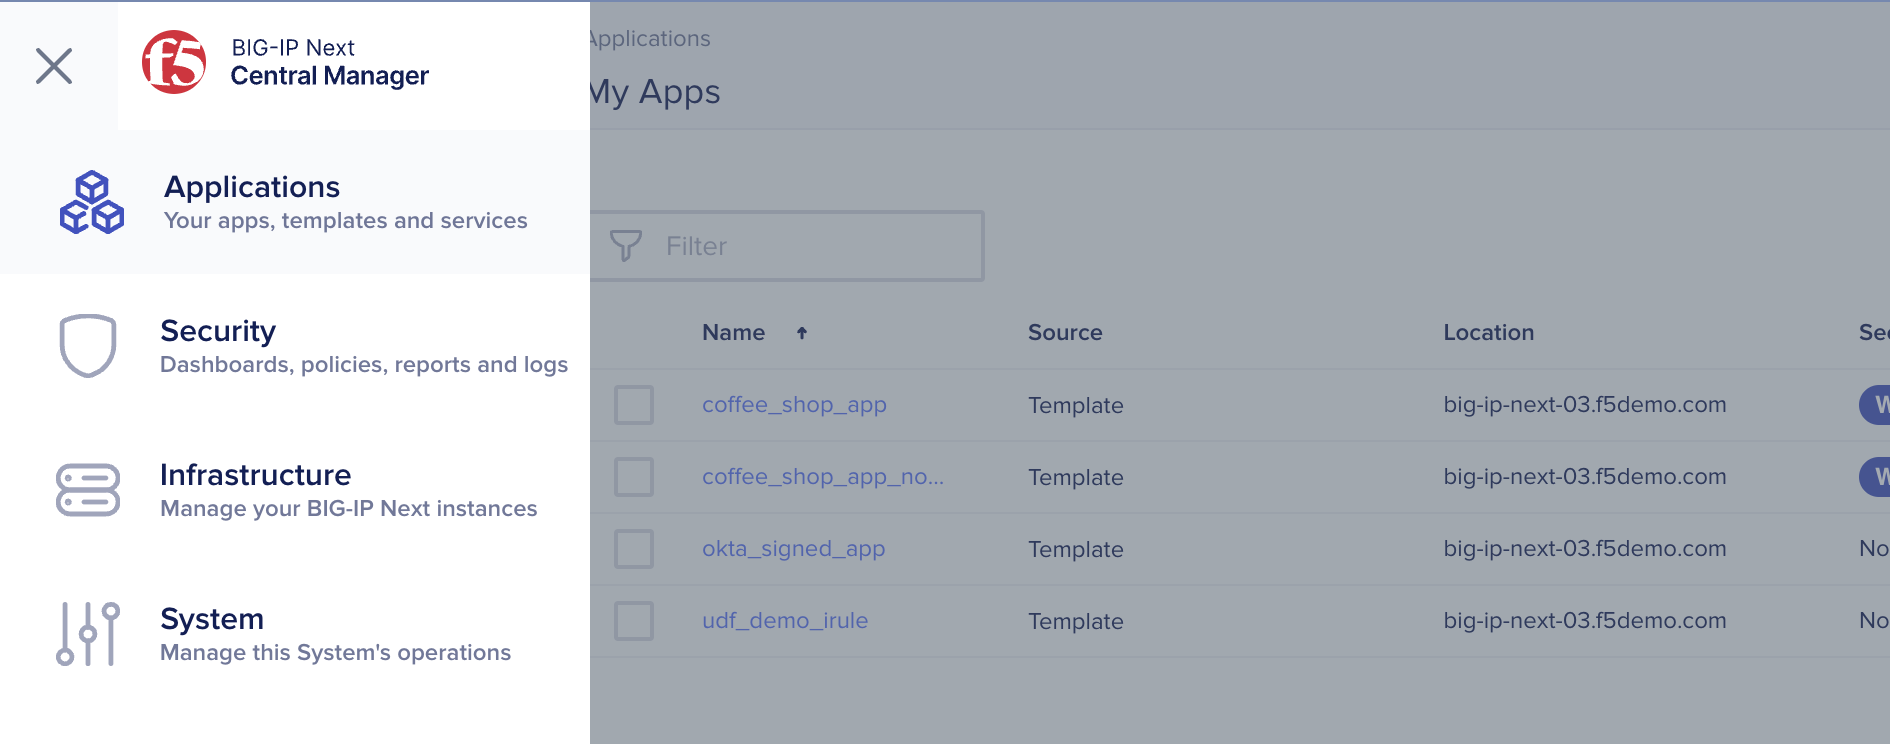 f5
BIG-IP Next
Central Manager
Applications
Your apps, templates and services
Security
Dashboards, policies, reports and logs
Infrastructure
Manage your BIG-IP Next instances
System
Manage this System's operations
Applications
My Apps
Filter
Name Source Location
coffee_shop_app Template big-ip-next-03.f5demo.com
coffee_shop_app_no... Template big-ip-next-03.f5demo.com
okta_signed_app Template big-ip-next-03.f5demo.com No
udf_demo_irule Template big-ip-next-03.f5demo.com No